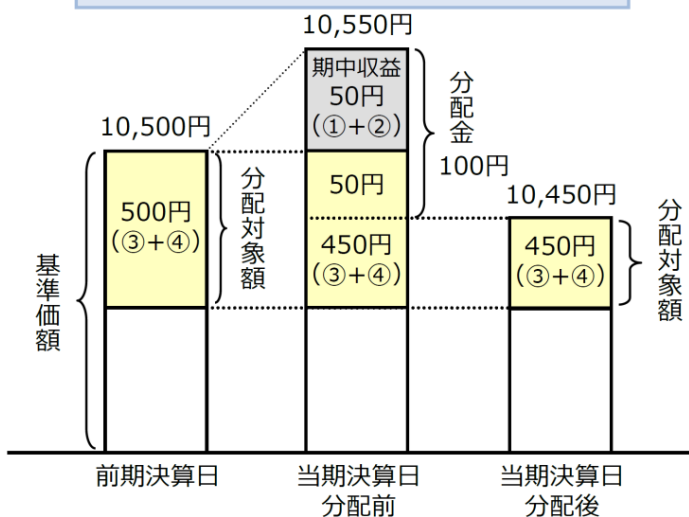 10,550円
期中収益
50円
(①+②)
分配金
100円
10,500円
500円
(③+④)
分配対象額
50円
450円
(③+④)
10,450円
450円
(③+④)
分配対象額
基準価額
前期決算日
当期決算日
分配前
当期決算日
分配後